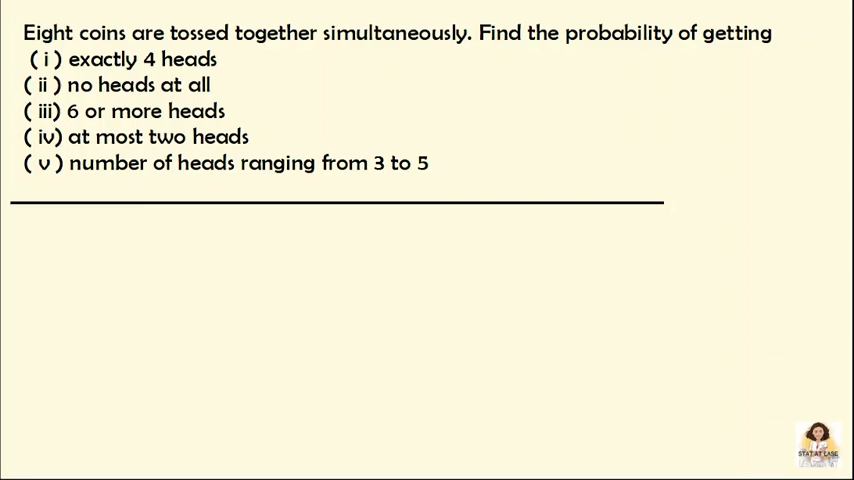 Eight coins are tossed together simultaneously. Find the probability of getting
( i ) exactly 4 heads
( ii ) no heads at all
( iii) 6 or more heads
( iv) at most two heads
( v ) number of heads ranging from 3 to 5
STAT AT EASE